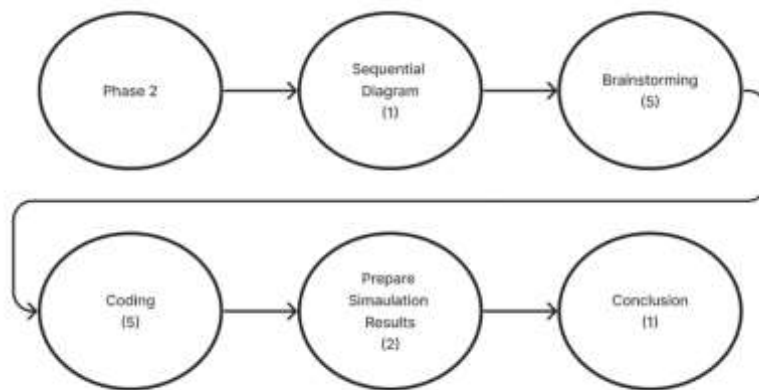 Phase 2
Sequential
Diagram
(1)
Brainstorming
(5)
Coding
(5)
Prepare
Simaulation
Results
(2)
Conclusion
(1)